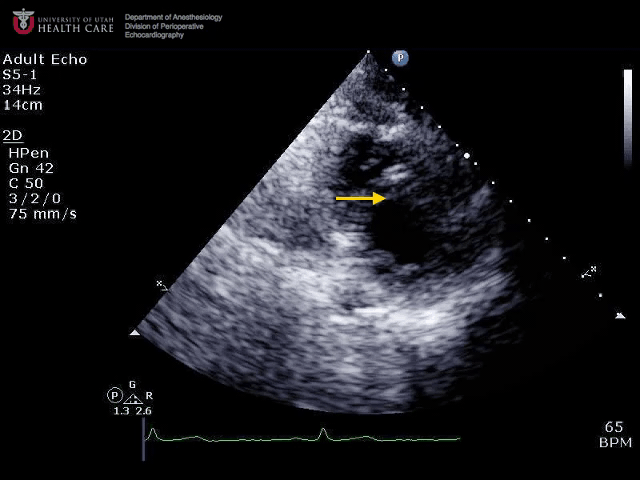 UNIVERSITY OF UTAH
HEALTH CARE
Department of Anesthesiology
Division of Perioperative
Echocardiography
Adult Echo
S5-1
34Hz
14cm
2D
HPen
Gn 42
C 50
3/2/0
75 mm/s
P
x
x
G
P R
1.3 2.6
65
BPM